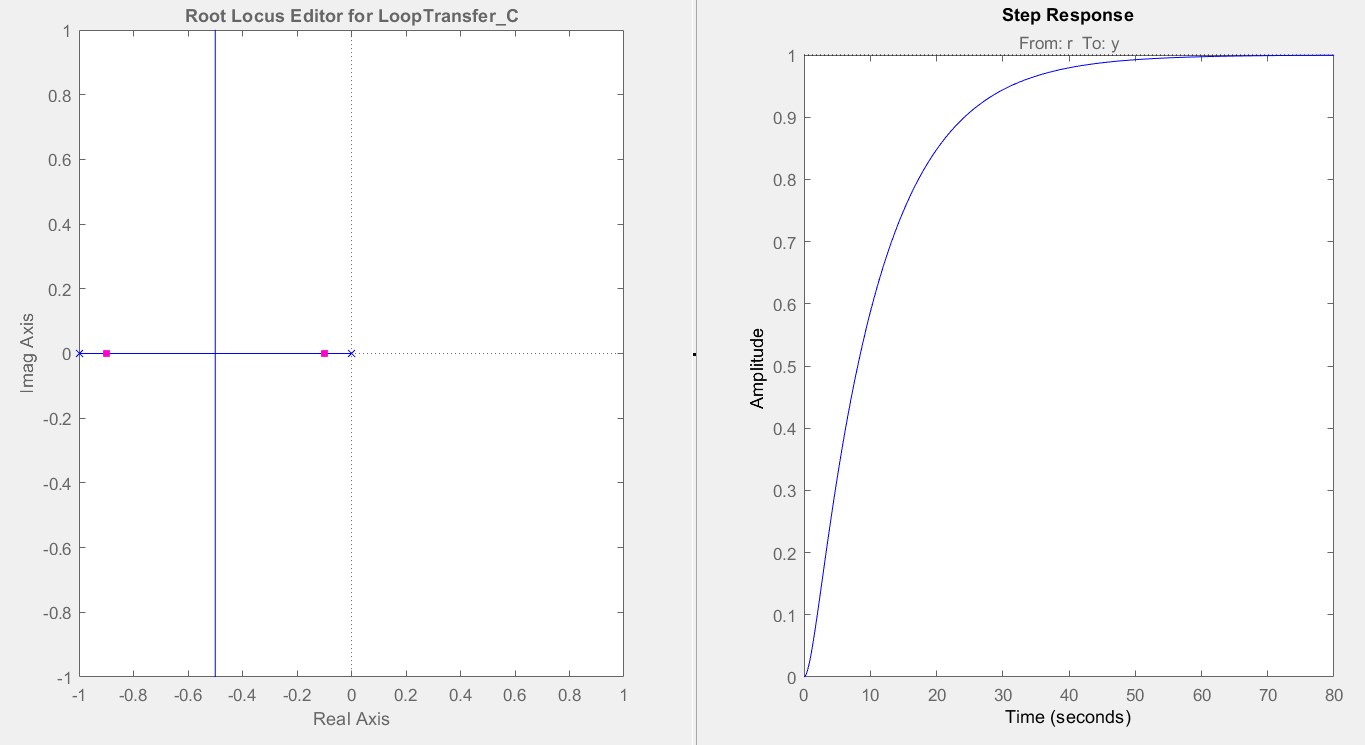 Root Locus Editor for LoopTransfer_C
1
0.8
0.6
0.4
0.2
0
-0.2
-0.4
-0.6
-0.8
-1
Imag Axis
-1 -0.8 -0.6 -0.4 -0.2 0 0.2 0.4 0.6 0.8 1
Real Axis
Step Response
From: r To: y
1
0.9
0.8
0.7
0.6
0.5
0.4
0.3
0.2
0.1
0
Amplitude
0 10 20 30 40 50 60 70 80
Time (seconds)